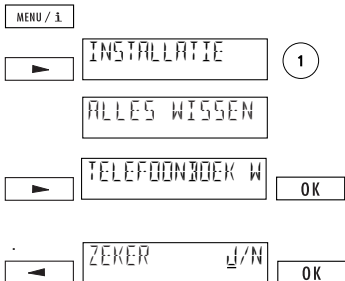 MENU / i
INSTALLATIE
1
ALLES WISSEN
TELEFOONBOEK W
OK
ZEKER J/N
OK